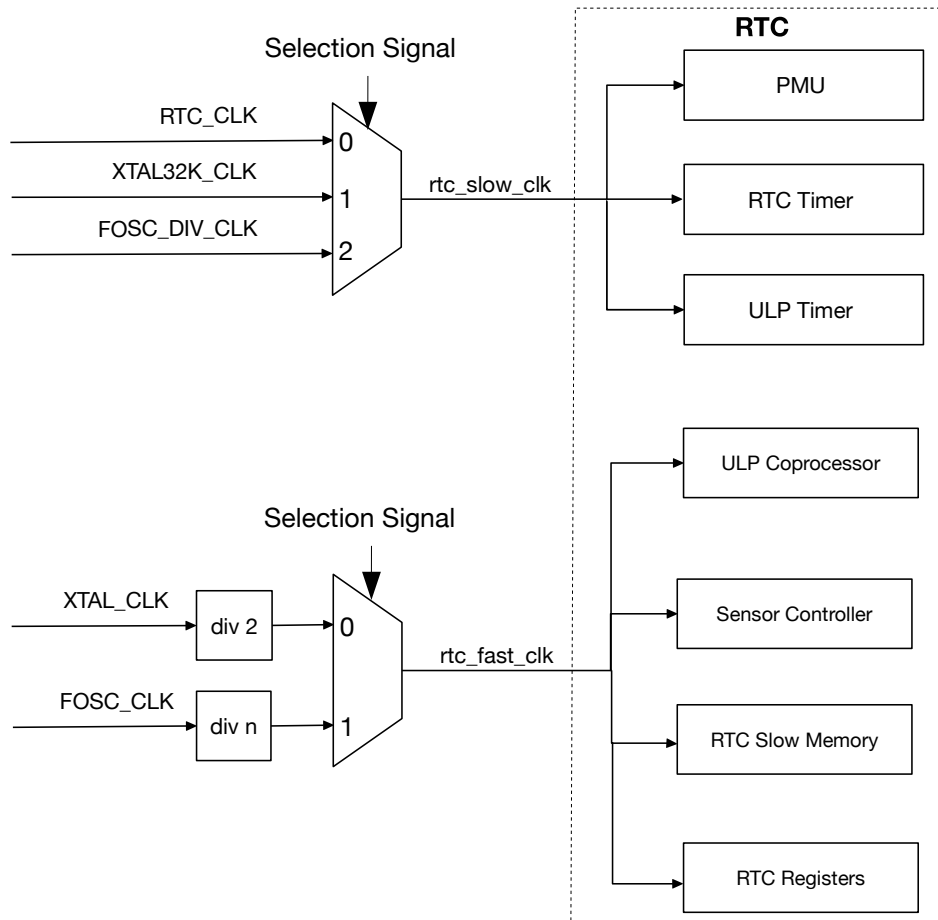 RTC
Selection Signal
PMU
RTC_CLK
0
XTAL32K_CLK
1
rtc_slow_clk
RTC Timer
FOSC_DIV_CLK
2
ULP Timer
ULP Coprocessor
Selection Signal
XTAL_CLK
div 2
0
Sensor Controller
rtc_fast_clk
FOSC_CLK
div n
1
RTC Slow Memory
RTC Registers